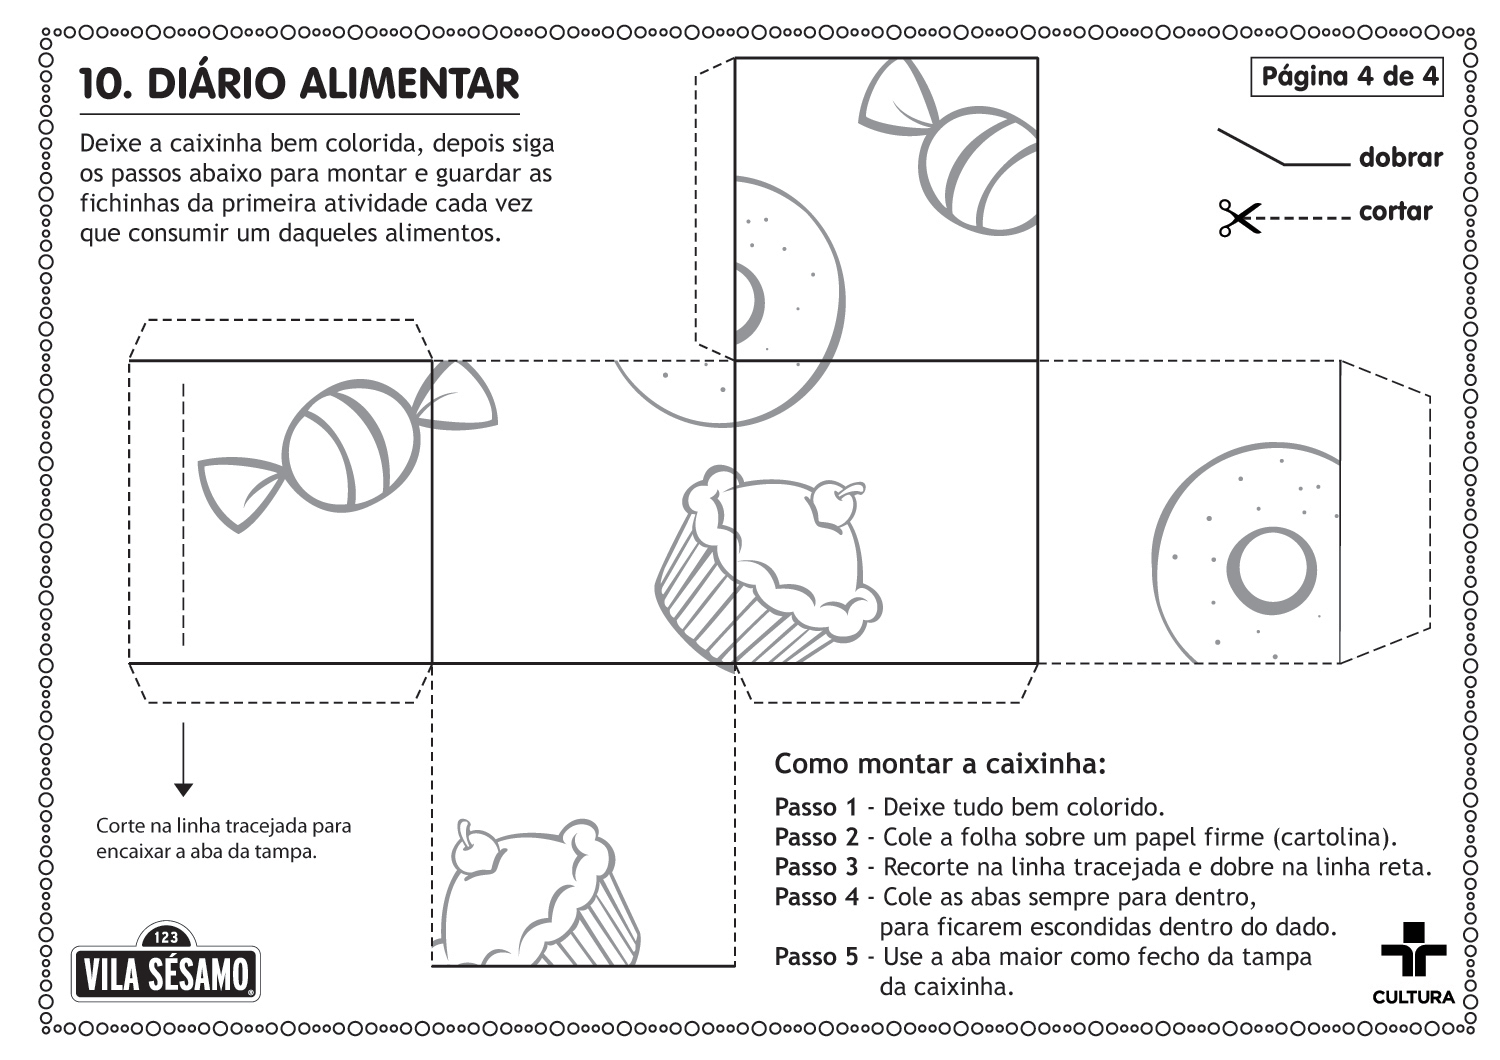 10. DIÁRIO ALIMENTAR
Deixe a caixinha bem colorida, depois siga
os passos abaixo para montar e guardar as
fichinhas da primeira atividade cada vez
que consumir um daqueles alimentos.
Página 4 de 4
dobrar
cortar
Corte na linha tracejada para
encaixar a aba da tampa.
Como montar a caixinha:
Passo 1 - Deixe tudo bem colorido.
Passo 2 - Cole a folha sobre um papel firme (cartolina).
Passo 3 - Recorte na linha tracejada e dobre na linha reta.
Passo 4 - Cole as abas sempre para dentro,
para ficarem escondidas dentro do dado.
Passo 5 - Use a aba maior como fecho da tampa
da caixinha.
123
VILA SÉSAMO®
CULTURA